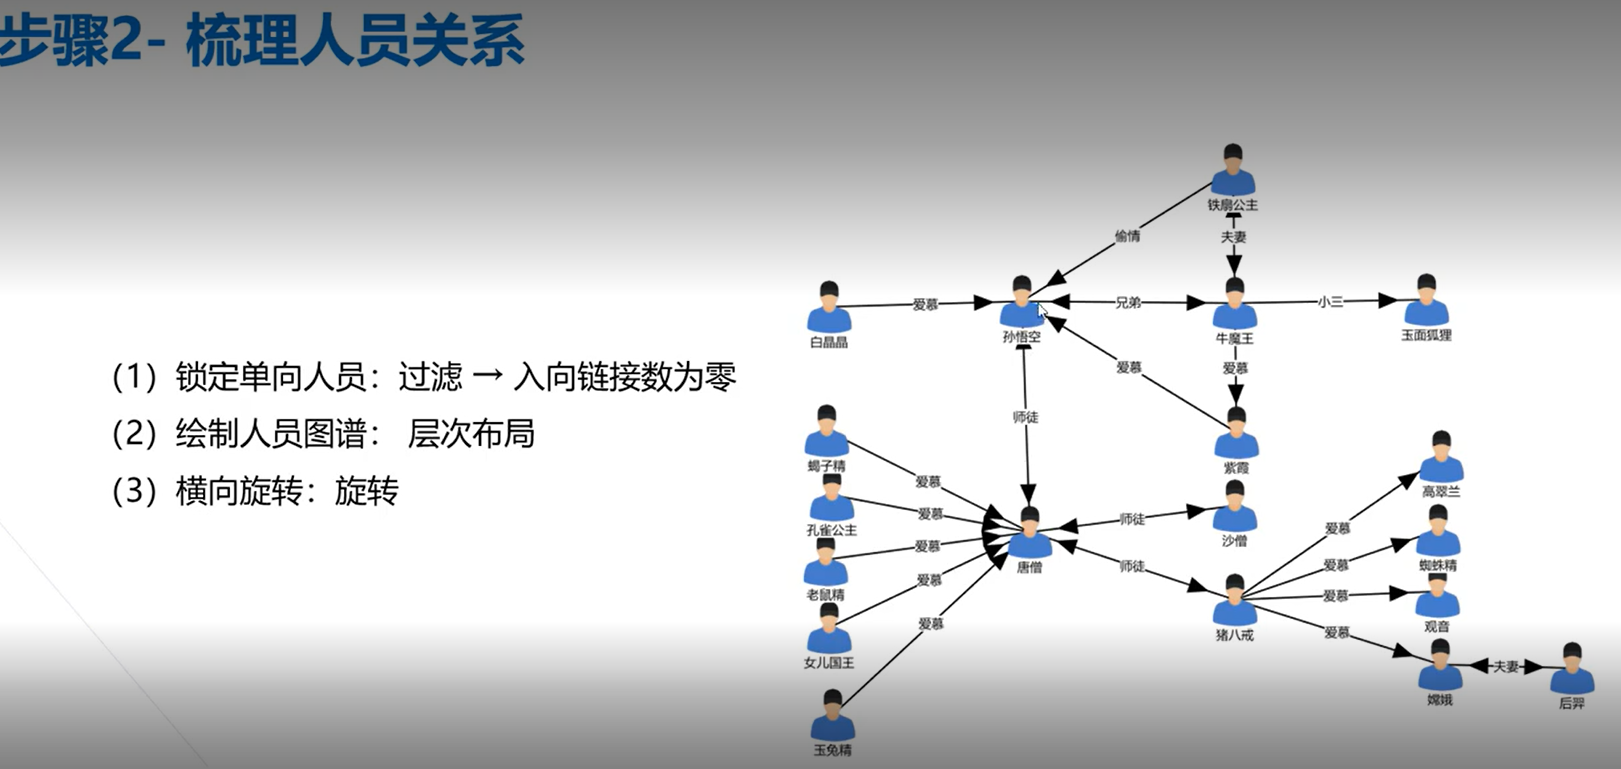 步骤2- 梳理人员关系
铁扇公主
偷情
夫妻
白晶晶
爱慕
孙悟空
兄弟
牛魔王
小三
玉面狐狸
（1）锁定单向人员：过滤 → 入向链接数为零
（2）绘制人员图谱： 层次布局
（3）横向旋转：旋转
爱慕
爱慕
师徒
紫霞
蝎子精
爱慕
孔雀公主
爱慕
老鼠精
爱慕
女儿国王
爱慕
玉兔精
爱慕
唐僧
师徒
沙僧
师徒
猪八戒
爱慕
高翠兰
爱慕
蜘蛛精
爱慕
观音
爱慕
嫦娥
夫妻
后羿